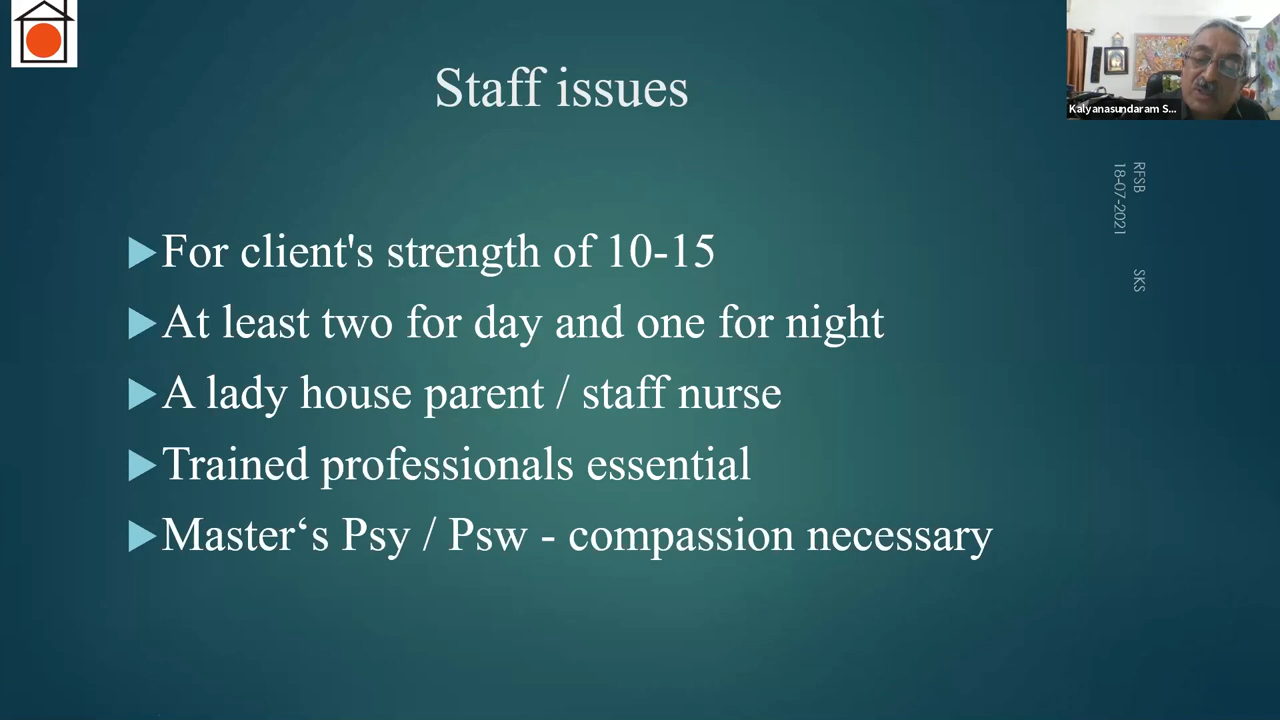 Staff issues
Kalyanasundaram S...
RFSB
18-07-2021
SKS
For client's strength of 10-15
At least two for day and one for night
A lady house parent / staff nurse
Trained professionals essential
Master‘s Psy / Psw - compassion necessary